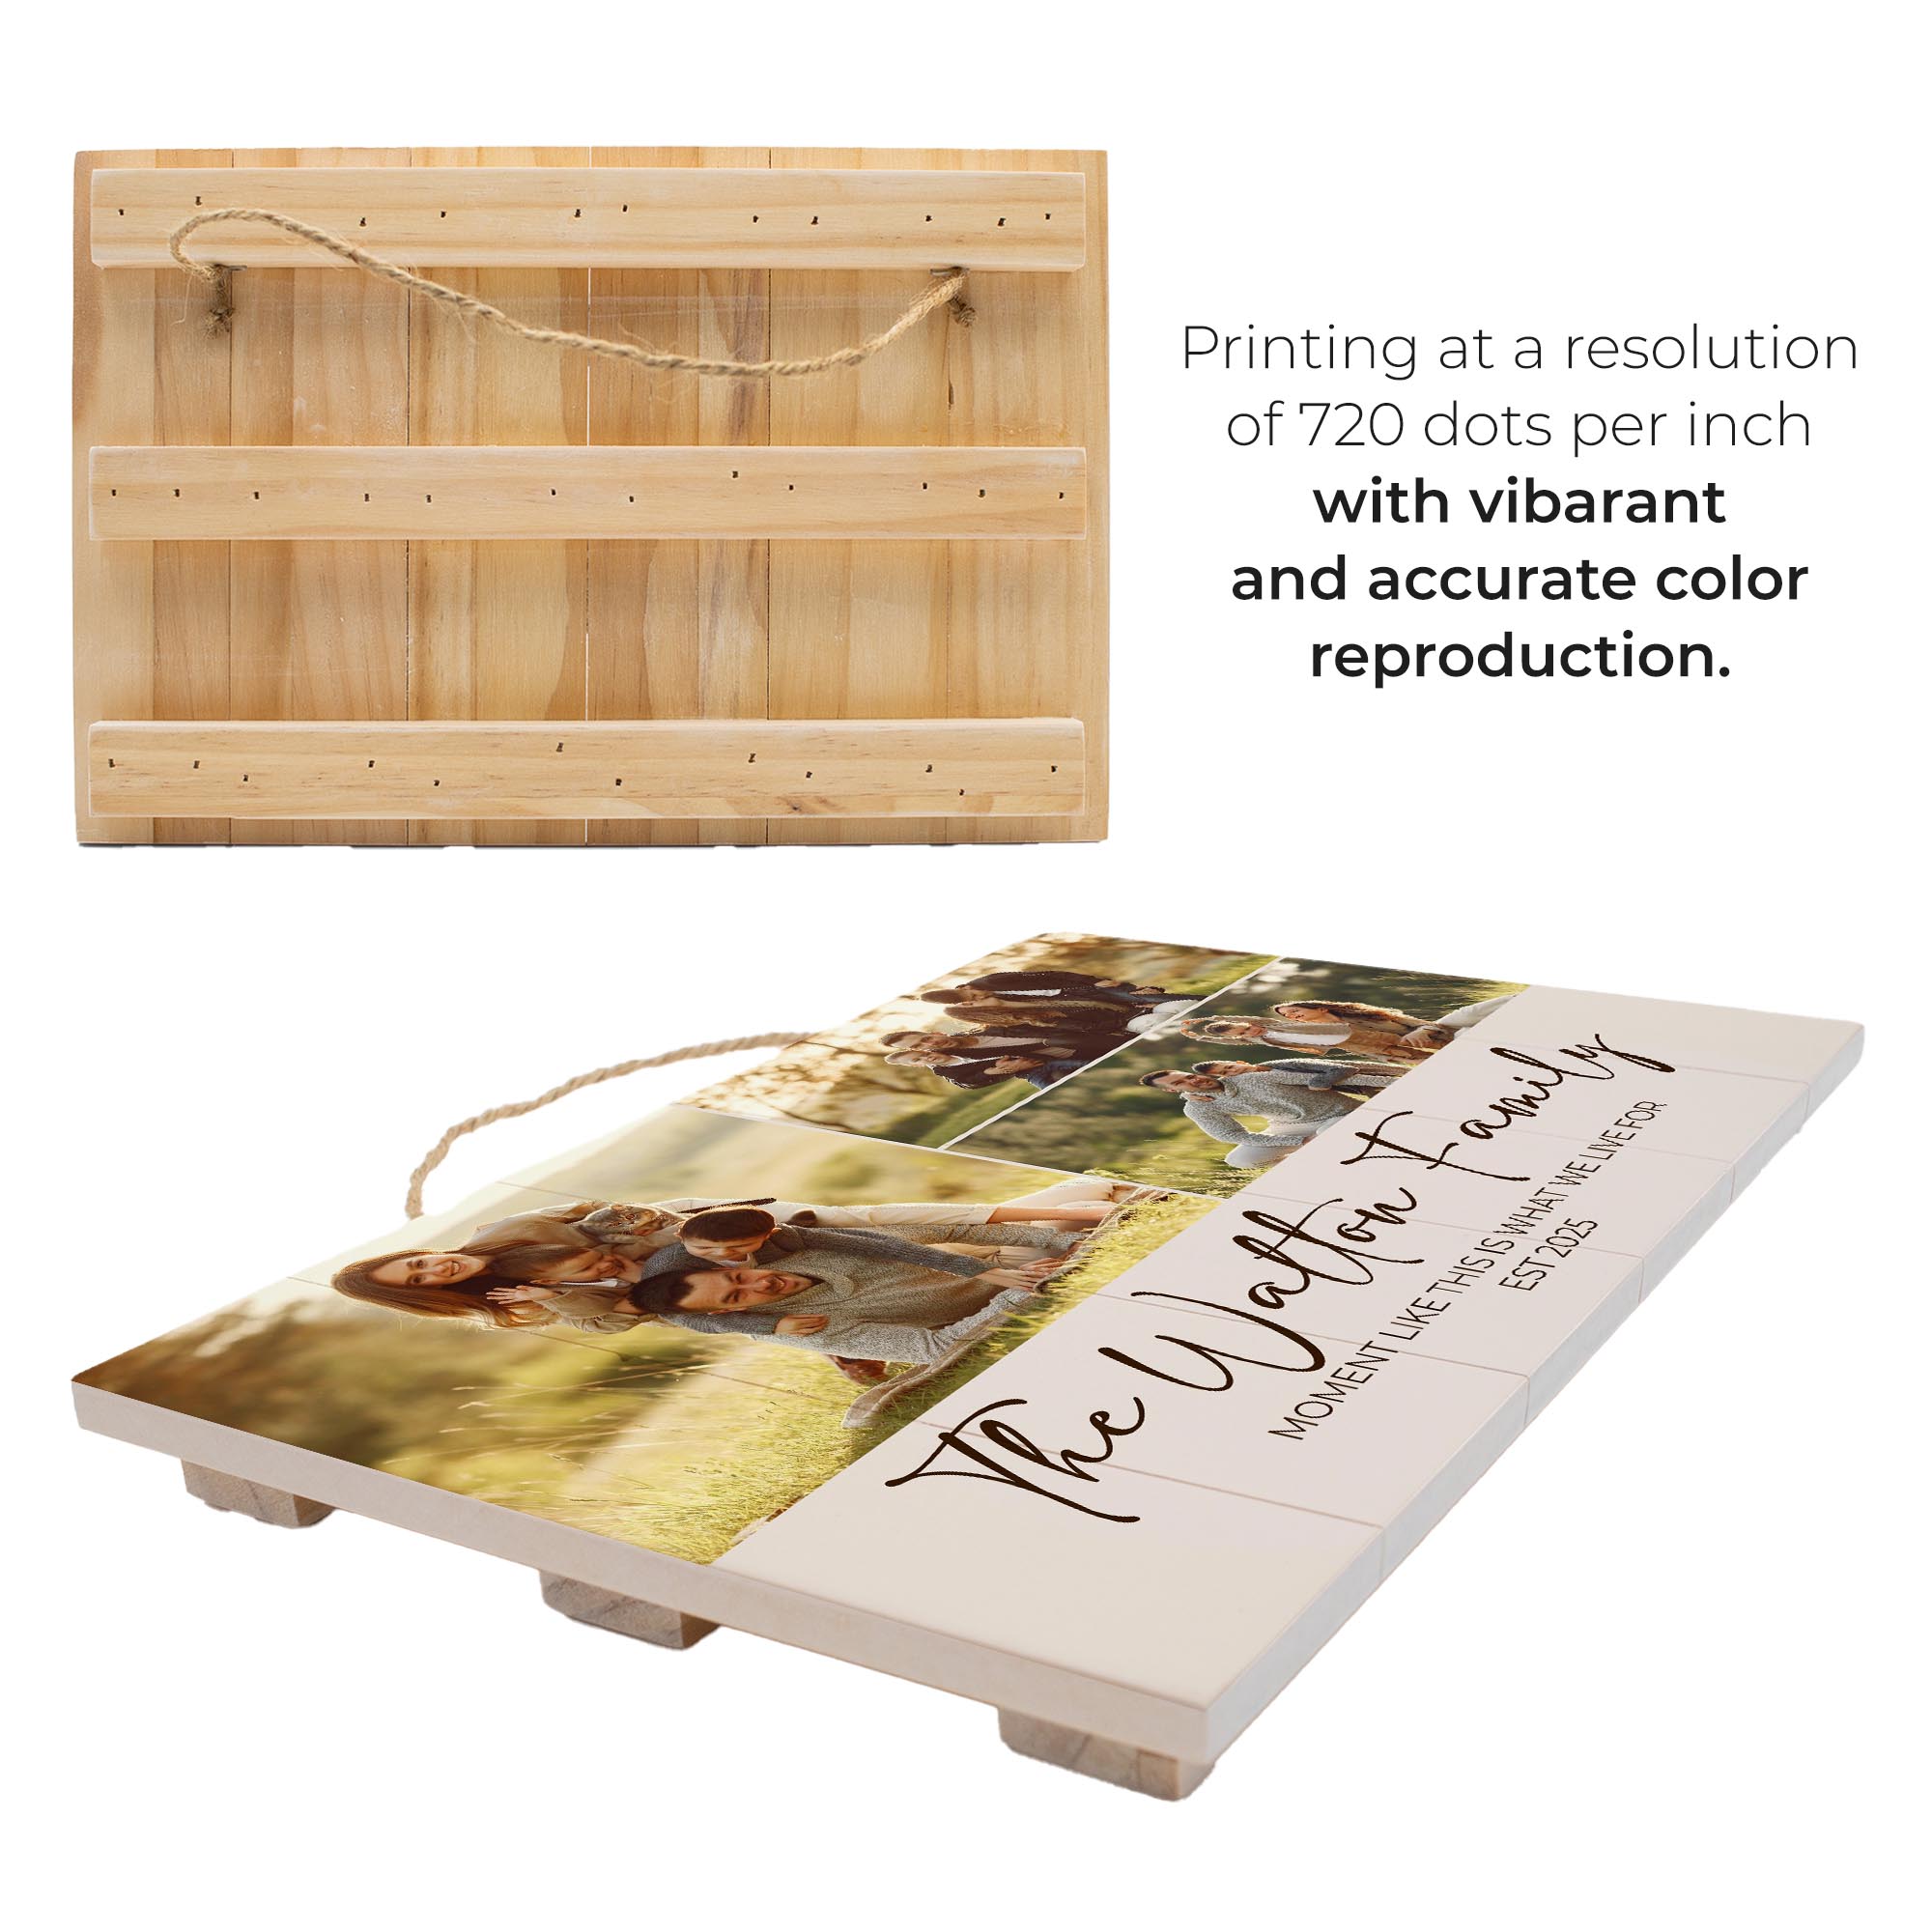 Printing at a resolution
of 720 dots per inch
with vibarant
and accurate color
reproduction.
The Walton Family
MOMENT LIKE THIS IS WHAT WE LIVE FOR
EST 2025